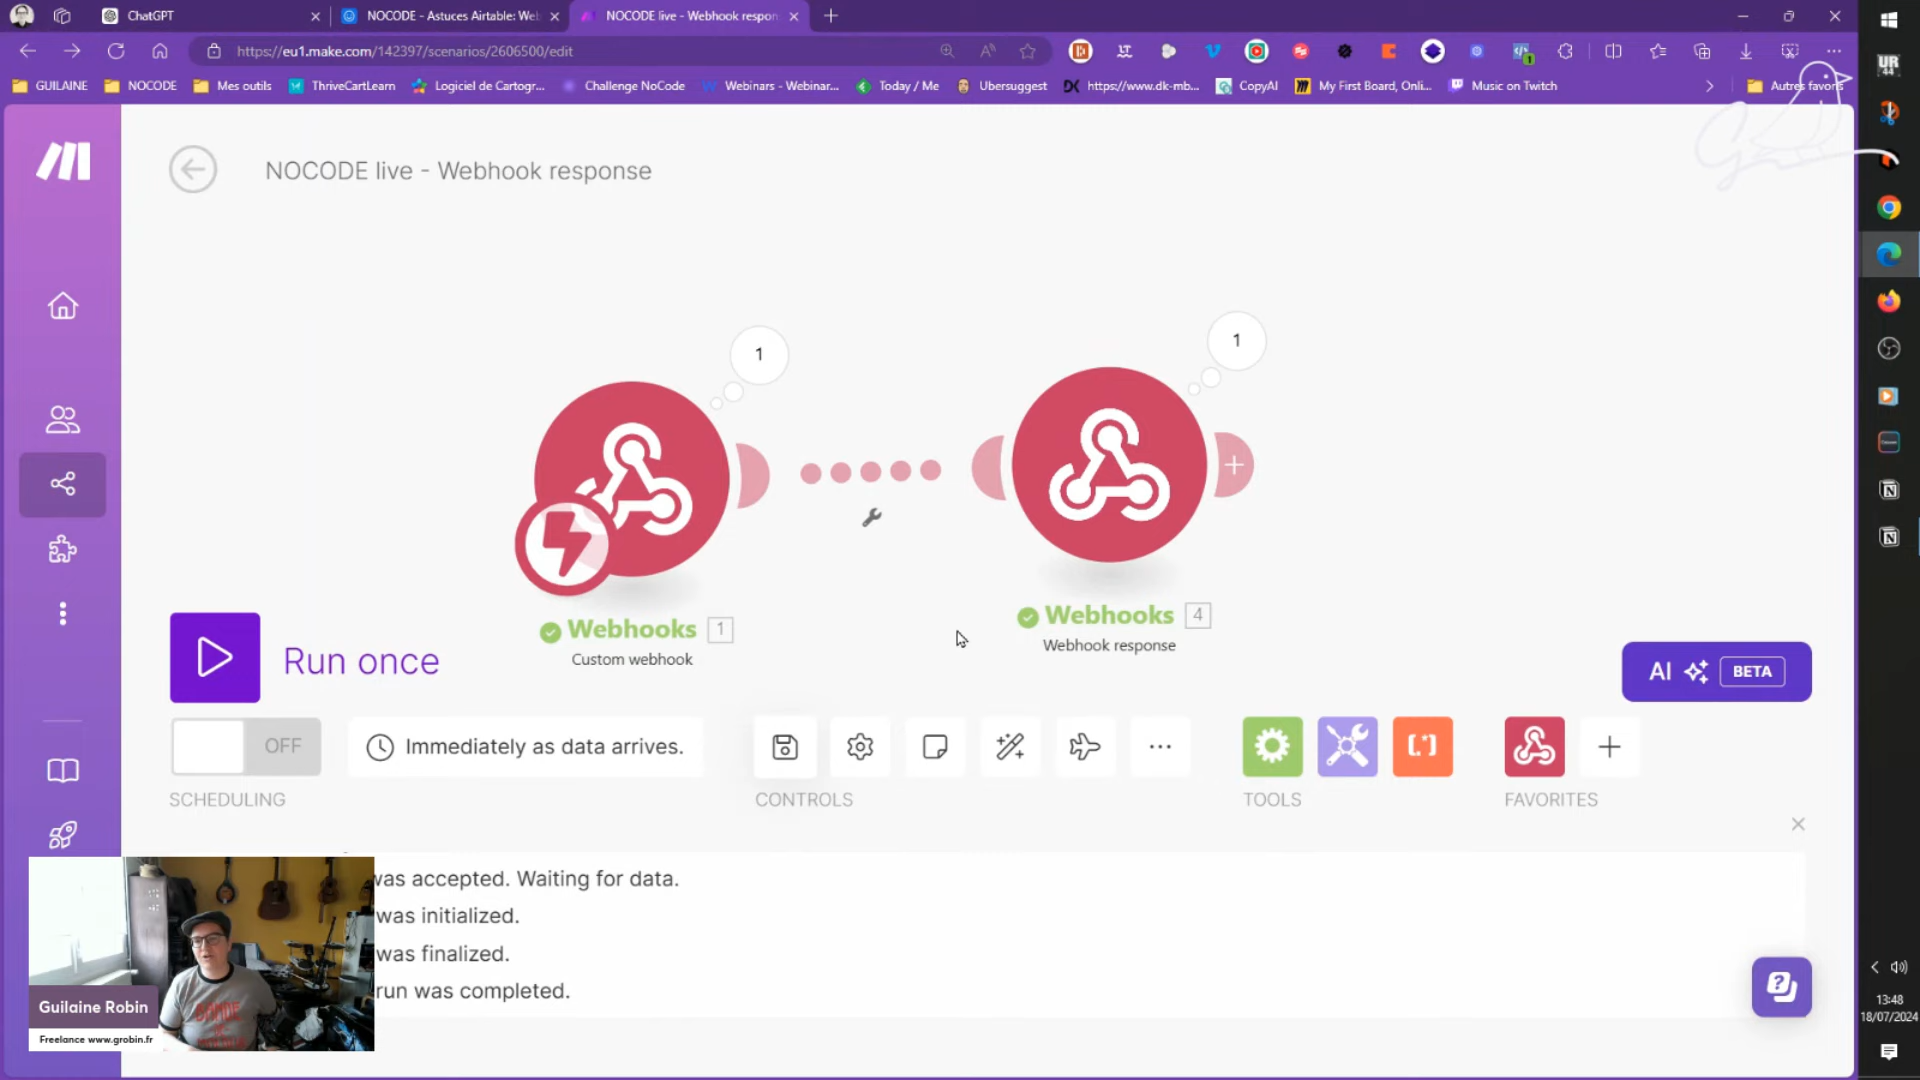 ChatGPT
NOCODE - Astuces Airtable: Wel
NOCODE live - Webhook respon
https://eu1.make.com/142397/scenarios/2606500/edit
GUILAINE
NOCODE
Mes outils
ThriveCartLearn
Logiciel de Cartogr...
Challenge NoCode
Webinars - Webinar...
Today / Me
Ubersuggest
https://www.dk-mb...
CopyAI
My First Board, Onli...
Music on Twitch
Autres favoris
UR
44
NOCODE live - Webhook response
1
1
Webhooks 1
Custom webhook
Webhooks 4
Webhook response
Run once
AI BETA
OFF
Immediately as data arrives.
SCHEDULING
CONTROLS
TOOLS
FAVORITES
was accepted. Waiting for data.
was initialized.
was finalized.
run was completed.
Guilaine Robin
Freelance www.grobin.fr
13:48
18/07/2024